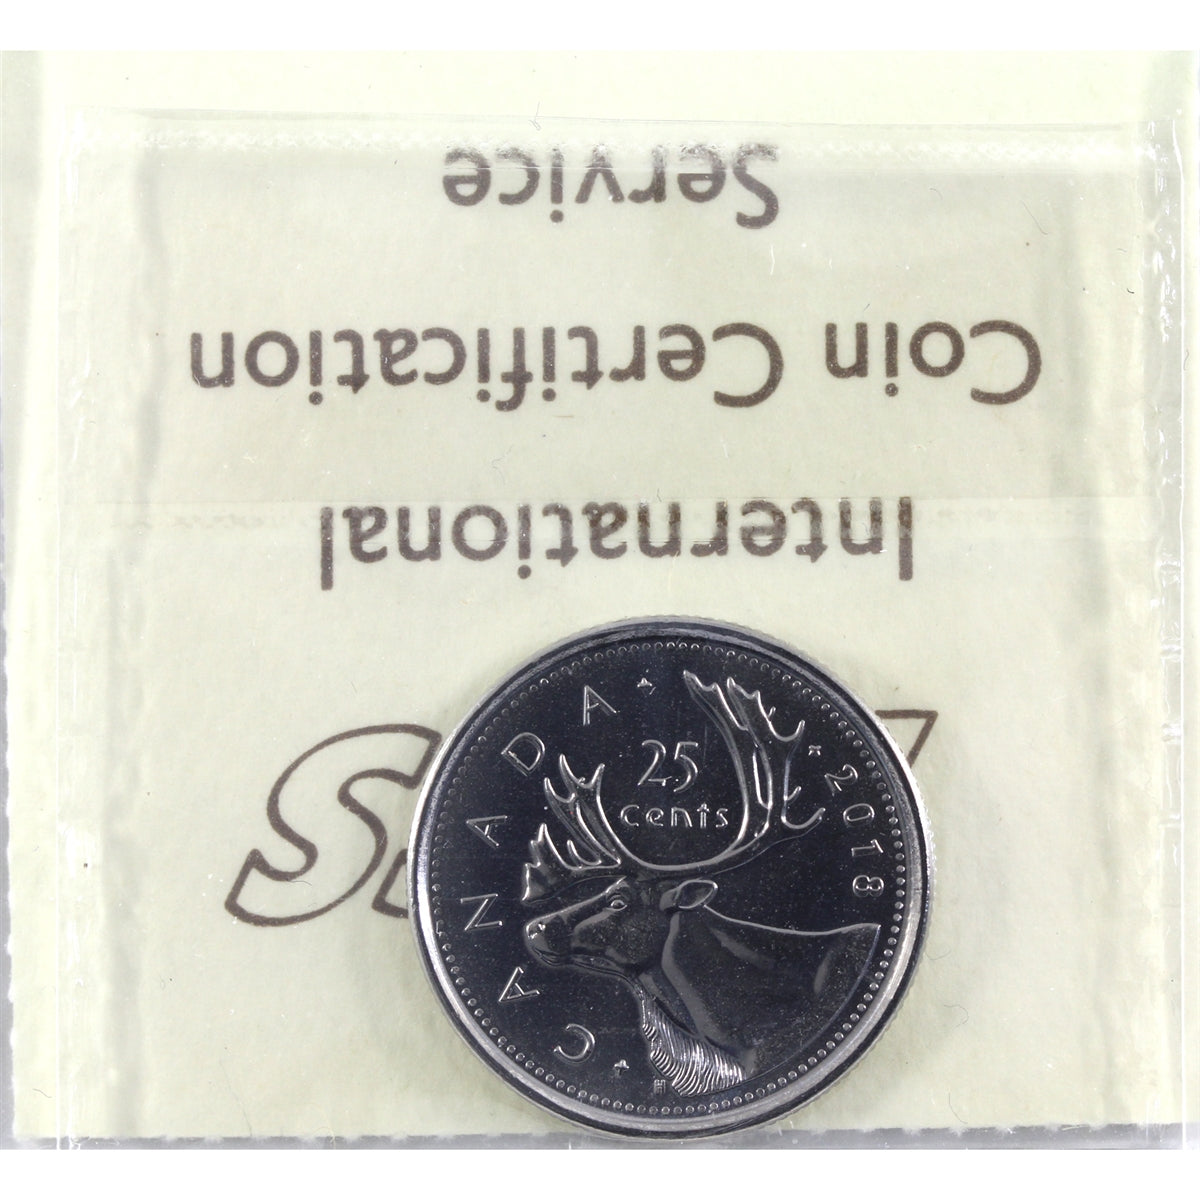 International
Coin Certification
Service
CANADA
25
cents
2018
H